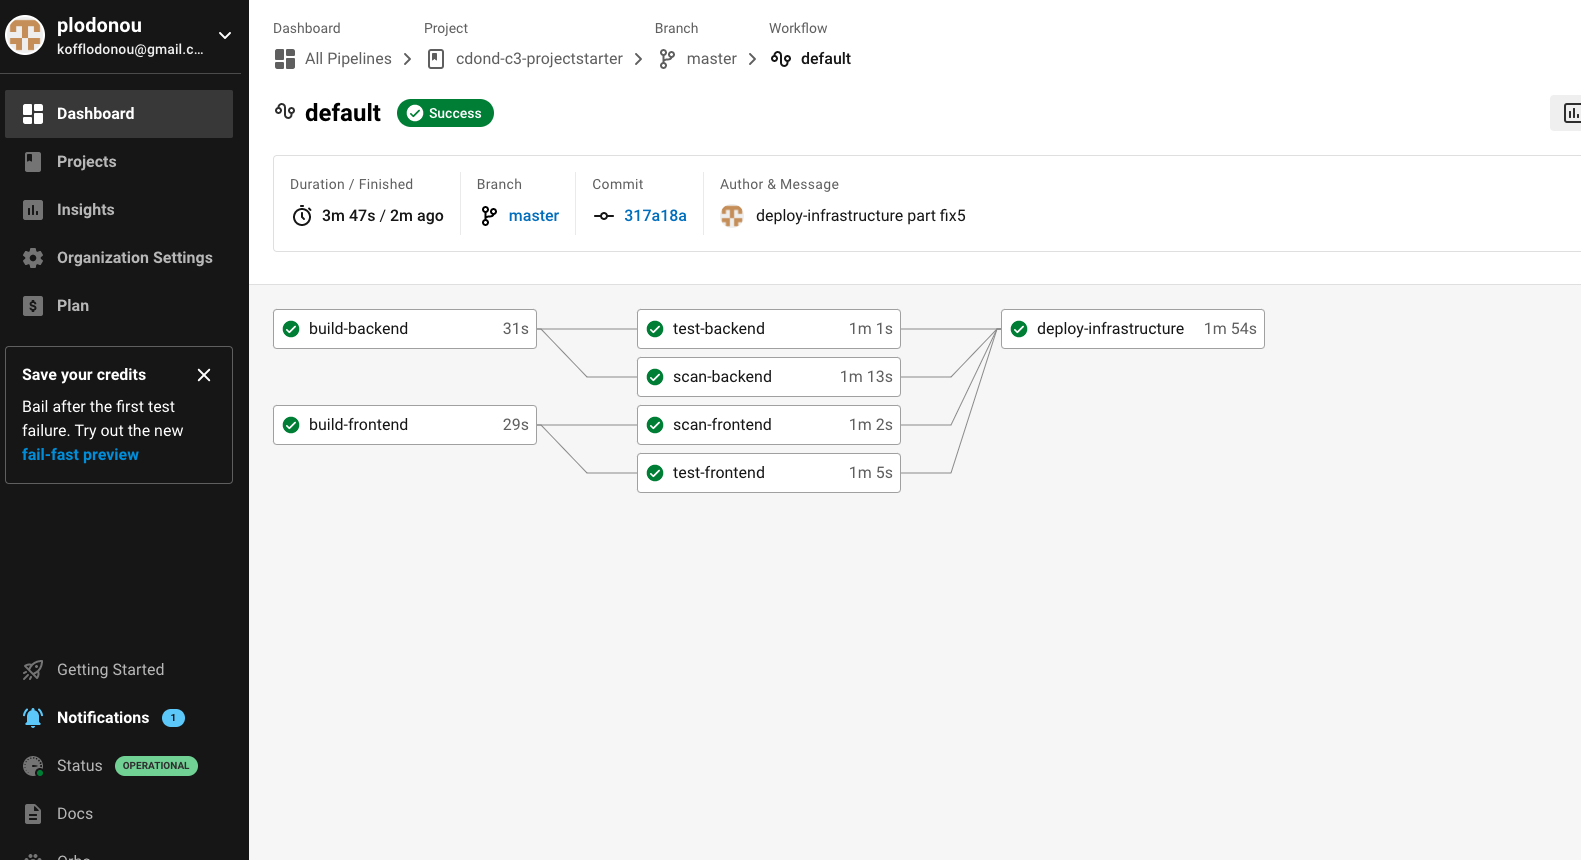 plodonou
kofflodonou@gmail.c...
Dashboard
Projects
Insights
Organization Settings
Plan
Save your credits
Bail after the first test
failure. Try out the new
fail-fast preview
Getting Started
Notifications 1
Status OPERATIONAL
Docs
Dashboard Project Branch Workflow
All Pipelines cdond-c3-projectstarter master default
default Success
Duration / Finished Branch Commit Author & Message
3m 47s / 2m ago master 317a18a deploy-infrastructure part fix5
build-backend 31s test-backend 1m 1s deploy-infrastructure 1m 54s
scan-backend 1m 13s
build-frontend 29s scan-frontend 1m 2s
test-frontend 1m 5s